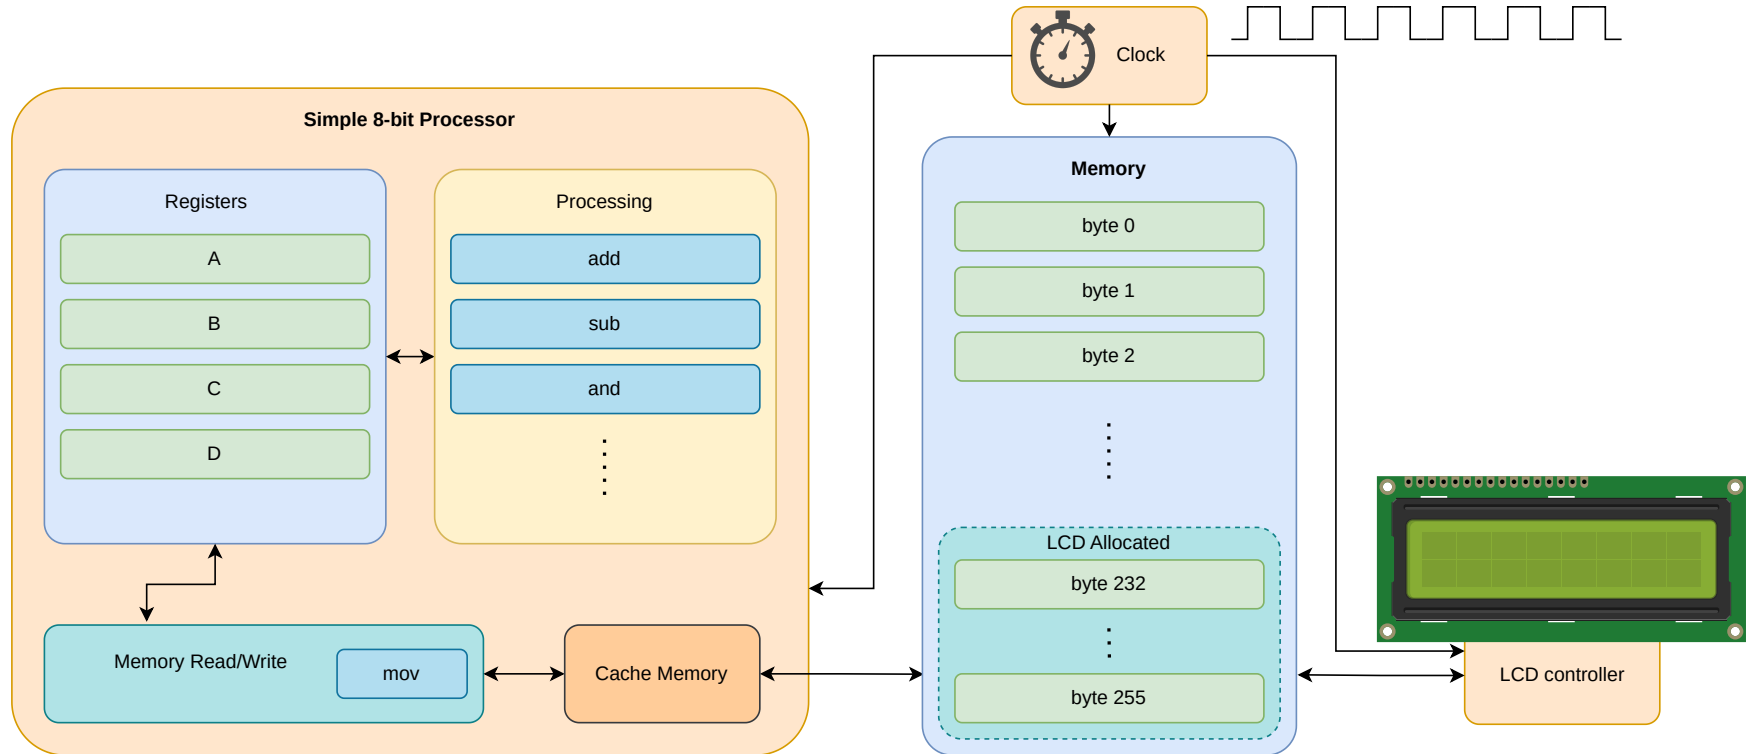 Clock
Simple 8-bit Processor
Registers
A
B
C
D
Processing
add
sub
and
Memory Read/Write
mov
Cache Memory
Memory
byte 0
byte 1
byte 2
LCD Allocated
byte 232
byte 255
LCD controller